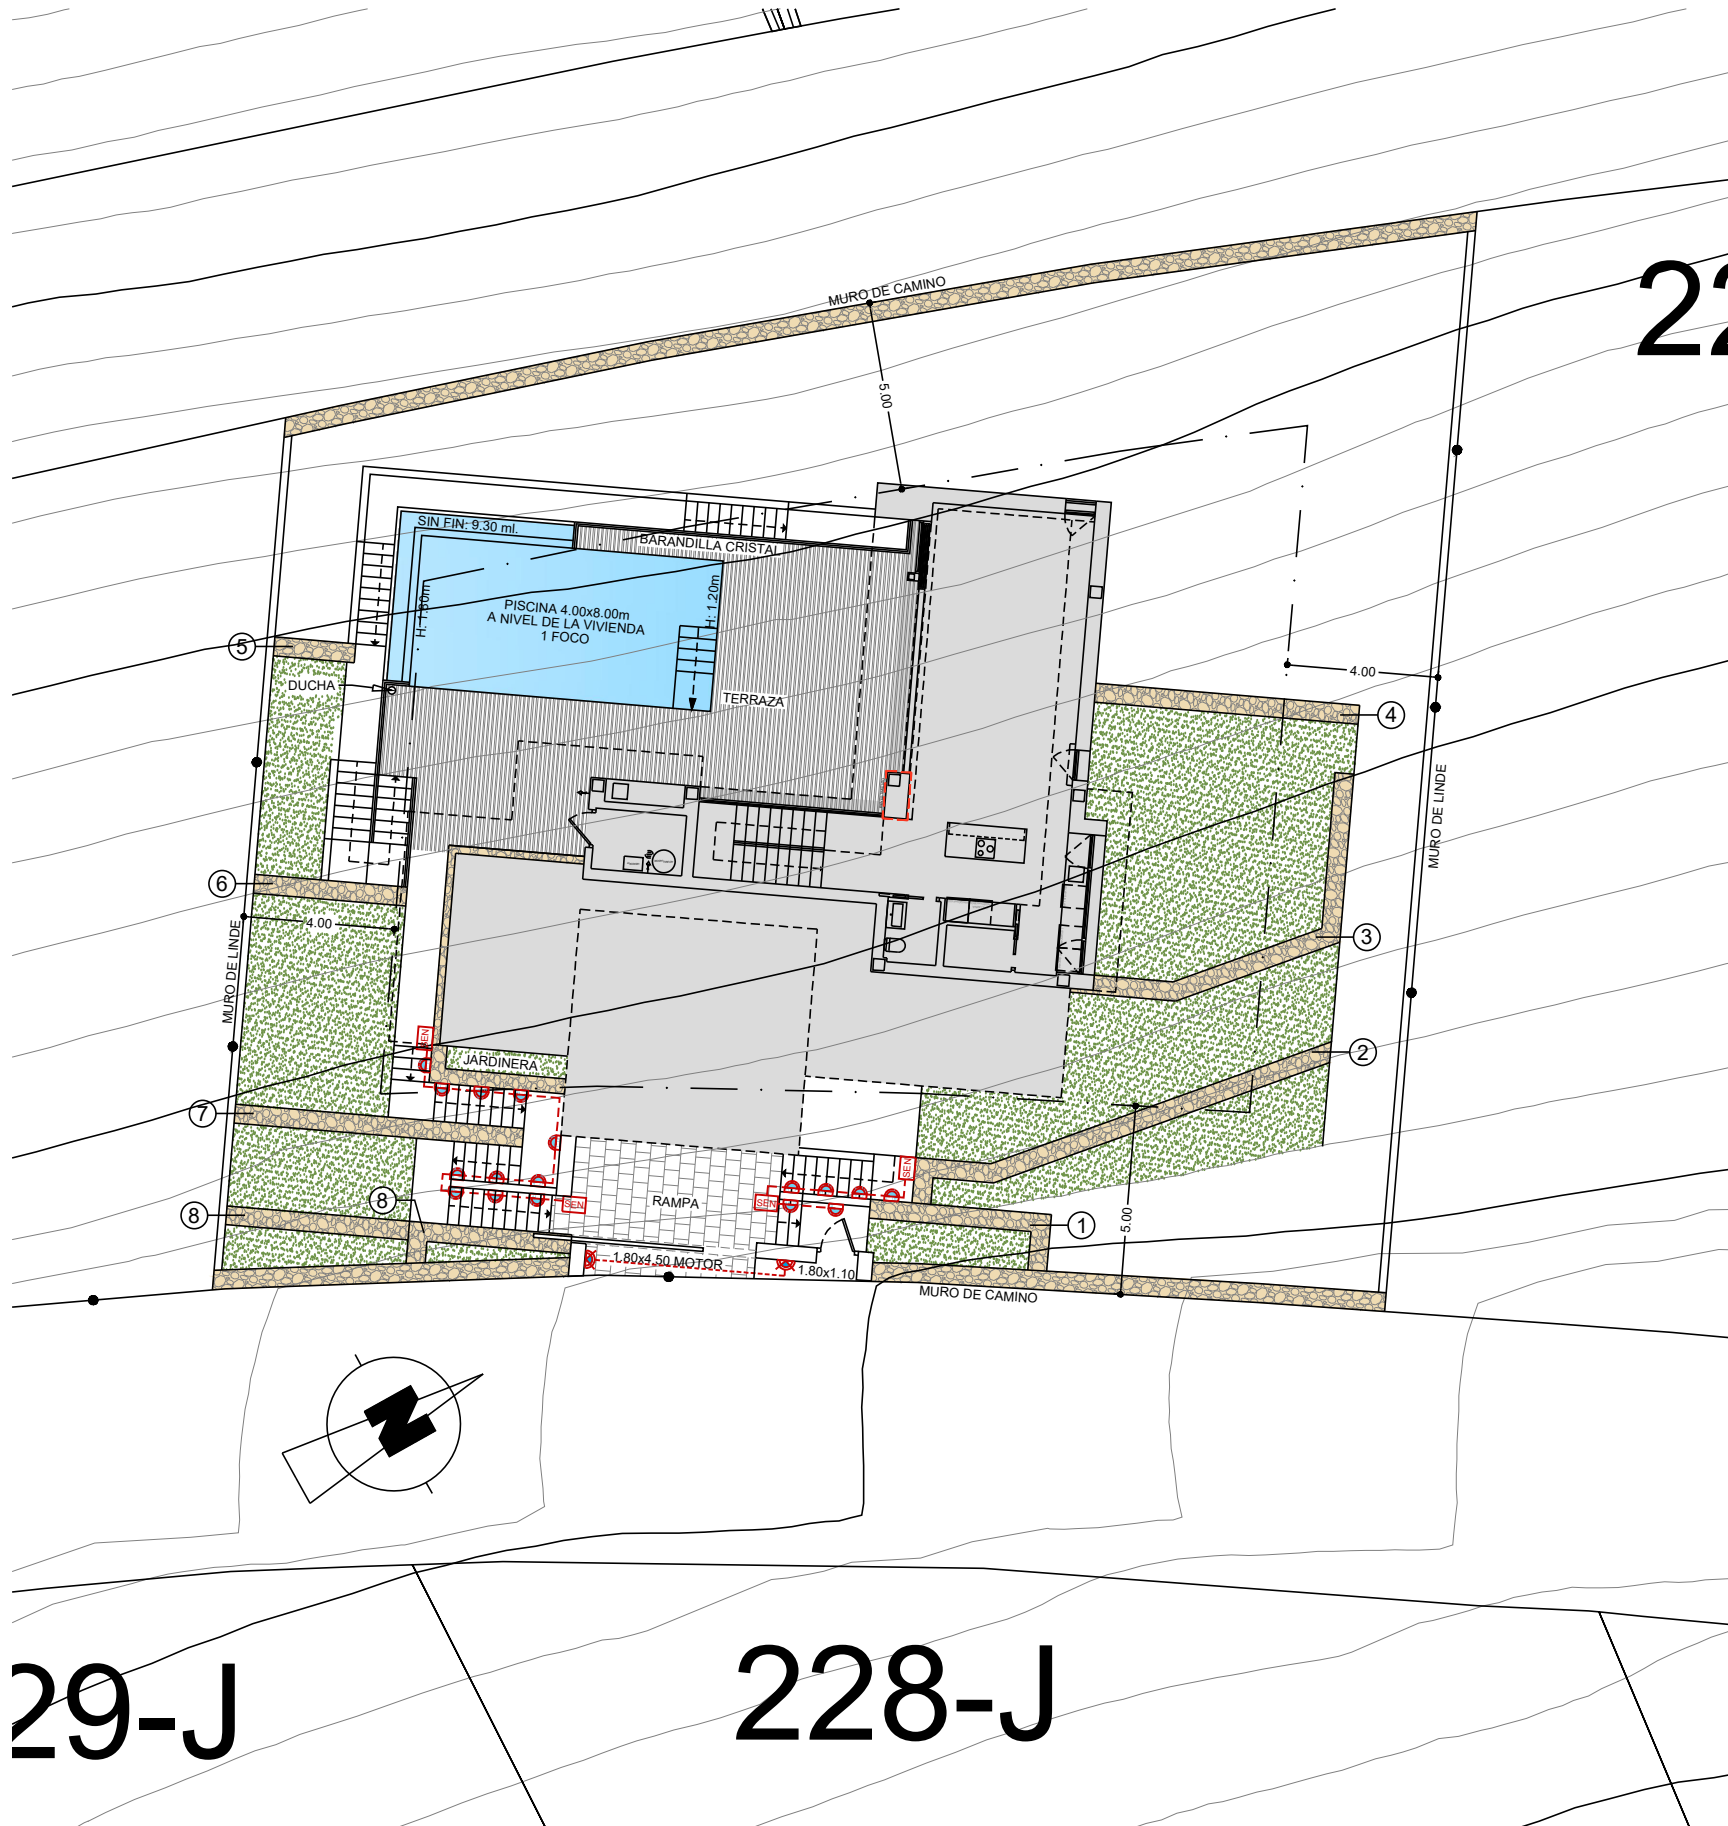 22
MURO DE CAMINO
5.00
SIN FIN: 9.30 ml.
BARANDILLA CRISTAL
H: 1.80m
PISCINA 4.00x8.00m
A NIVEL DE LA VIVIENDA
1 FOCO
H: 1.20m
5
DUCHA
TERRAZA
4.00
4
MURO DE LINDE
6
4.00
3
MURO DE LINDE
SEN
2
JARDINERA
7
SEN
8
8
SEN
RAMPA
SEN
5.00
1
1.80x4.50 MOTOR
1.80x1.10
MURO DE CAMINO
N
29-J
228-J